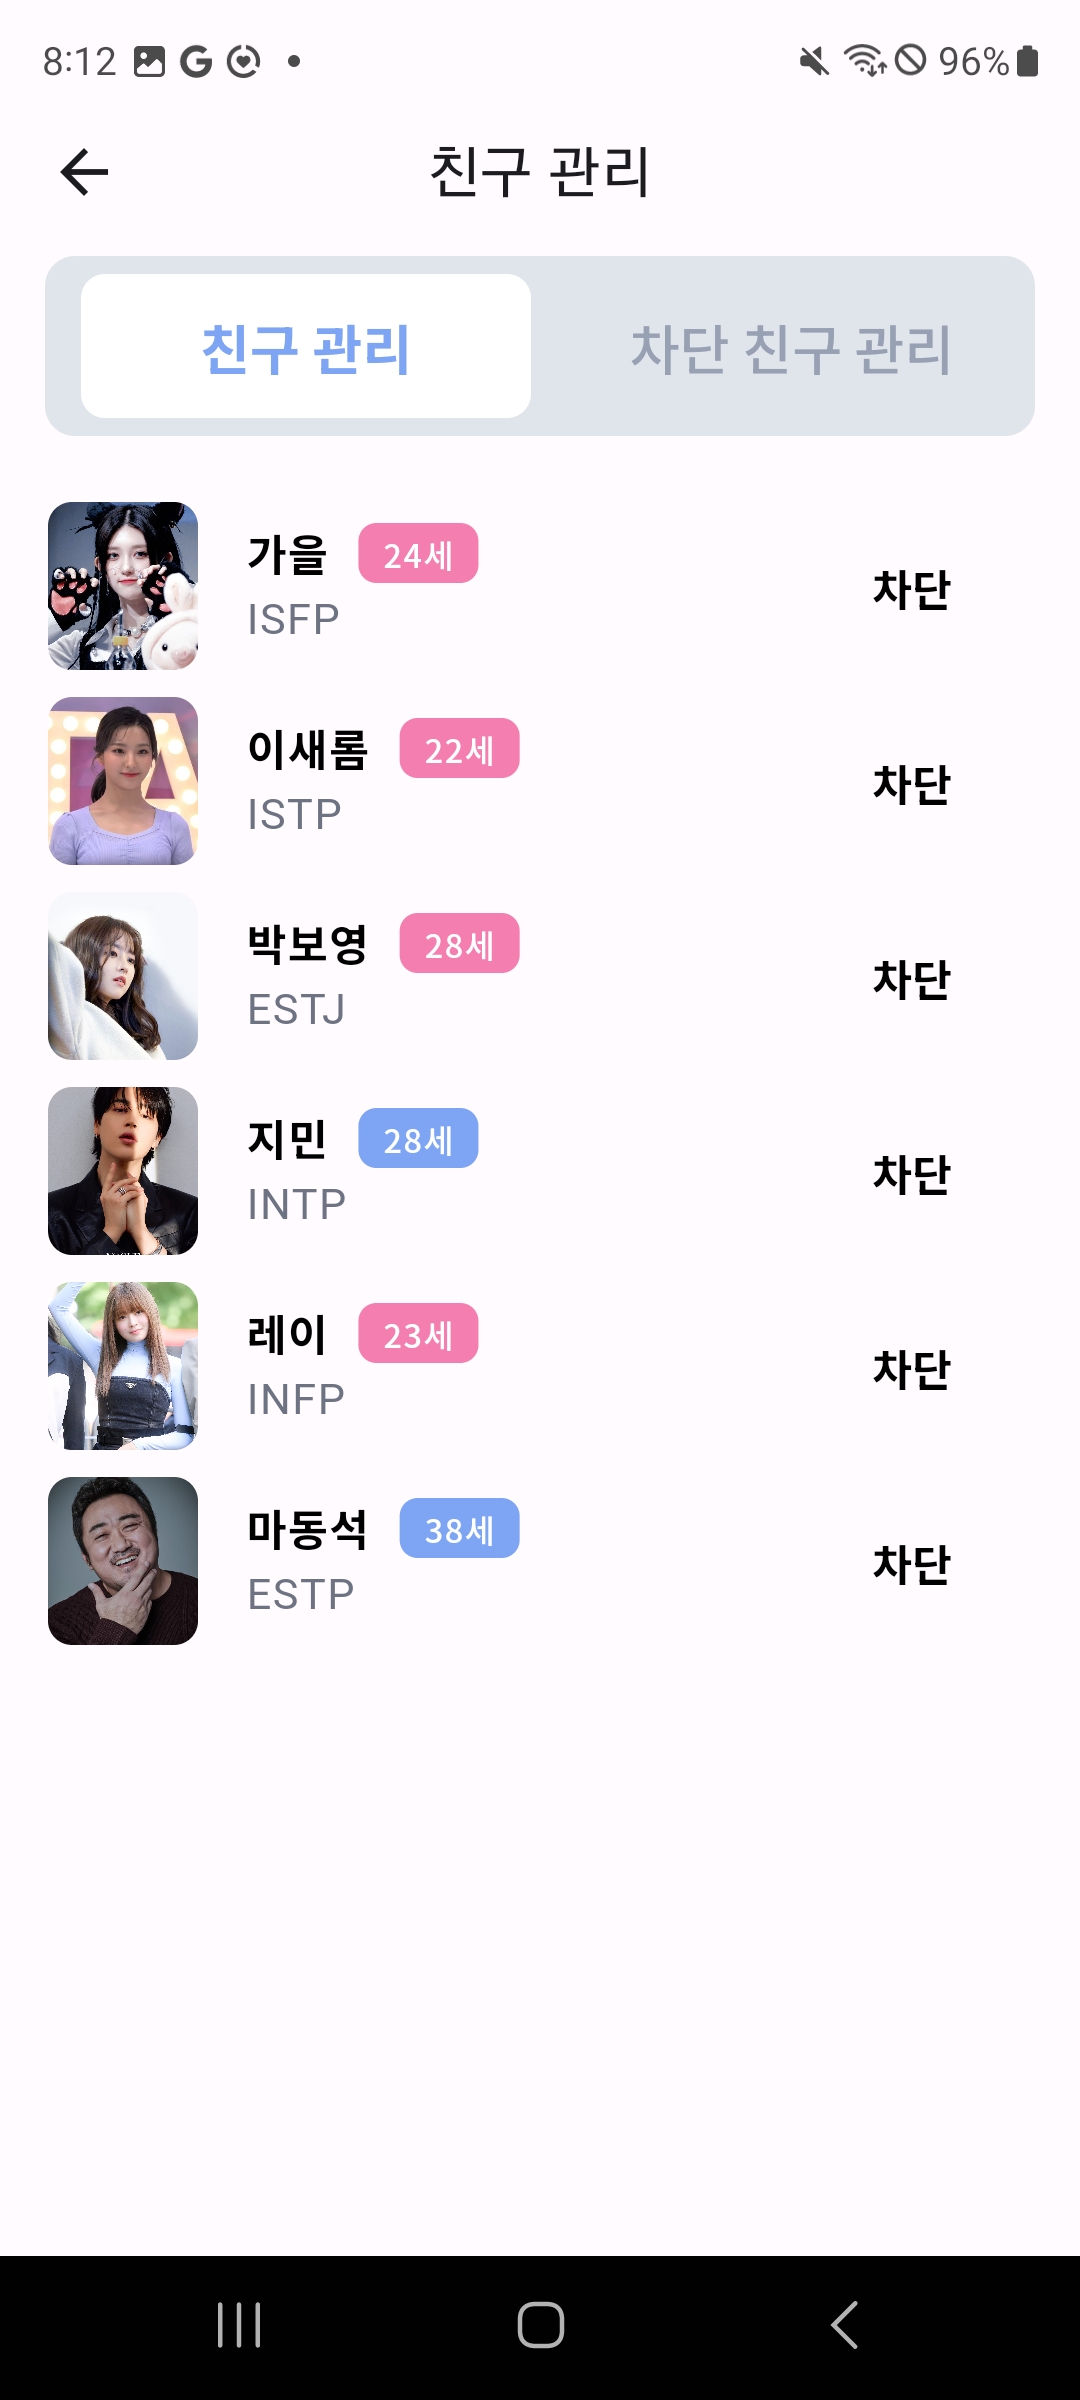 8:12 96%
친구 관리
친구 관리 차단 친구 관리
가을 24세
ISFP
차단
이새롬 22세
ISTP
차단
박보영 28세
ESTJ
차단
지민 28세
INTP
차단
레이 23세
INFP
차단
마동석 38세
ESTP
차단